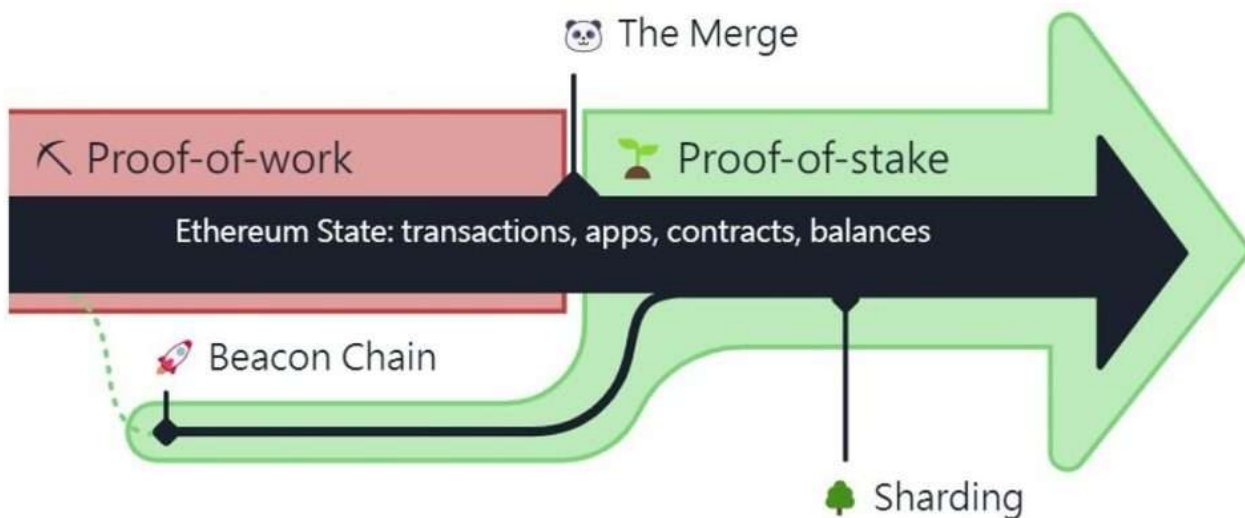 The Merge
Proof-of-work
Proof-of-stake
Ethereum State: transactions, apps, contracts, balances
Beacon Chain
Sharding